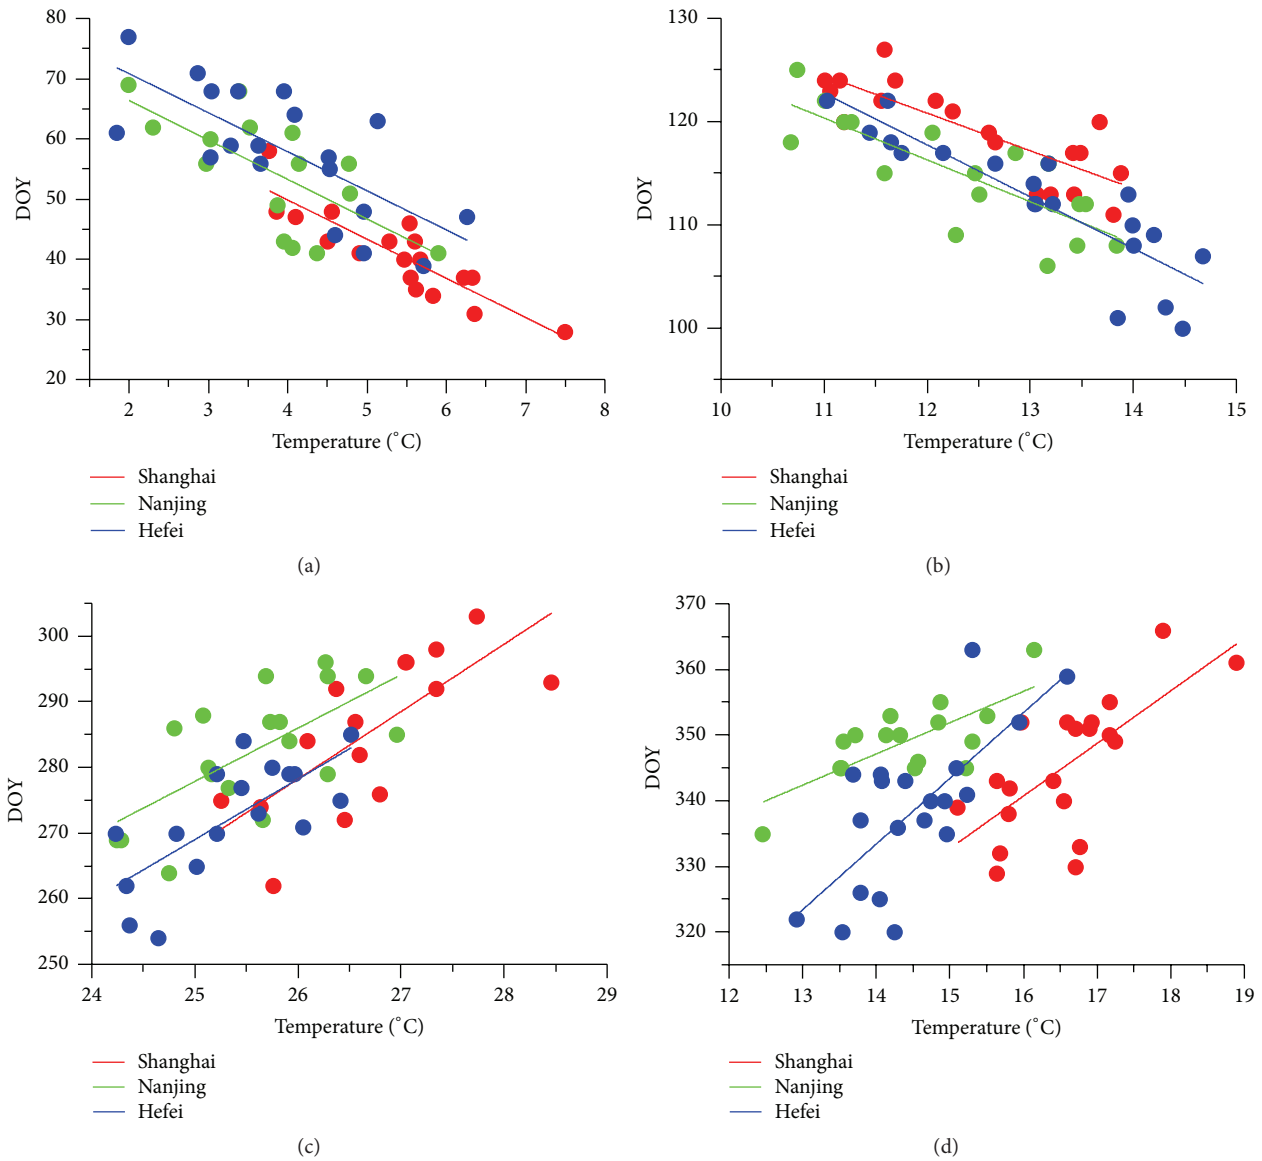 80
70
60
50
40
30
20
DOY
2 3 4 5 6 7 8
Temperature (˚C)
Shanghai
Nanjing
Hefei
(a)
130
120
110
100
DOY
10 11 12 13 14 15
Temperature (˚C)
Shanghai
Nanjing
Hefei
(b)
300
290
280
270
260
250
DOY
24 25 26 27 28 29
Temperature (˚C)
Shanghai
Nanjing
Hefei
(c)
370
360
350
340
330
320
DOY
12 13 14 15 16 17 18 19
Temperature (˚C)
Shanghai
Nanjing
Hefei
(d)